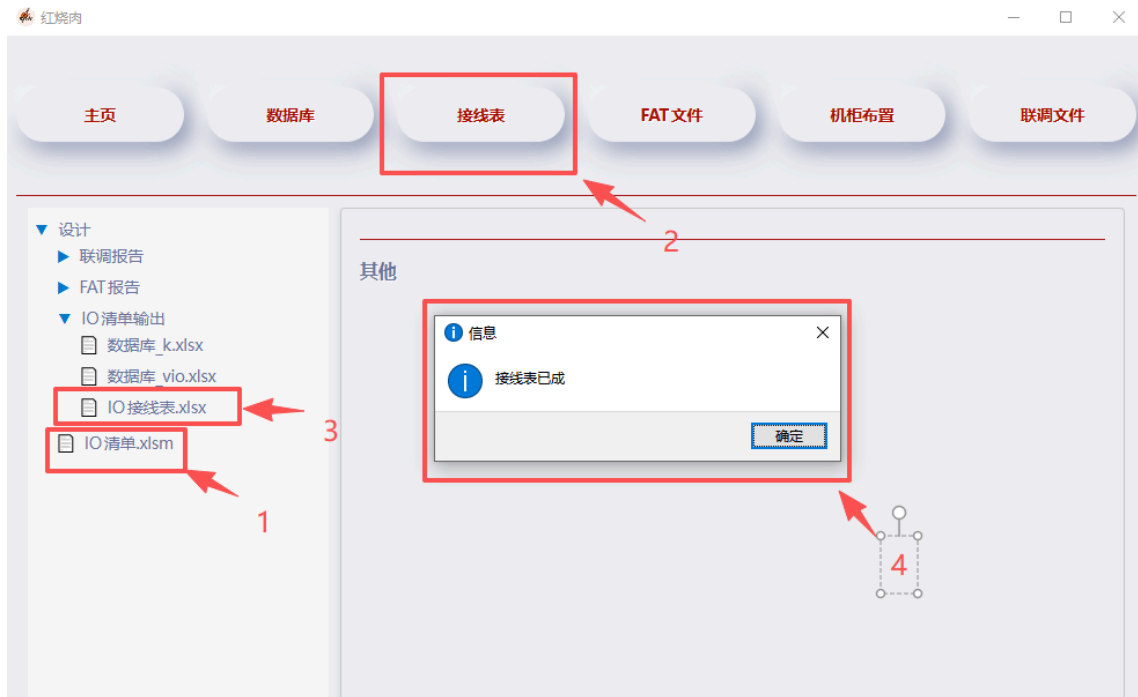 红烧肉
主页
数据库
接线表
FAT文件
机柜布置
联调文件
2
设计
联调报告
FAT报告
IO清单输出
数据库_k.xlsx
数据库_vio.xlsx
IO接线表.xlsx
3
IO清单.xlsm
1
其他
信息
接线表已成
确定
4